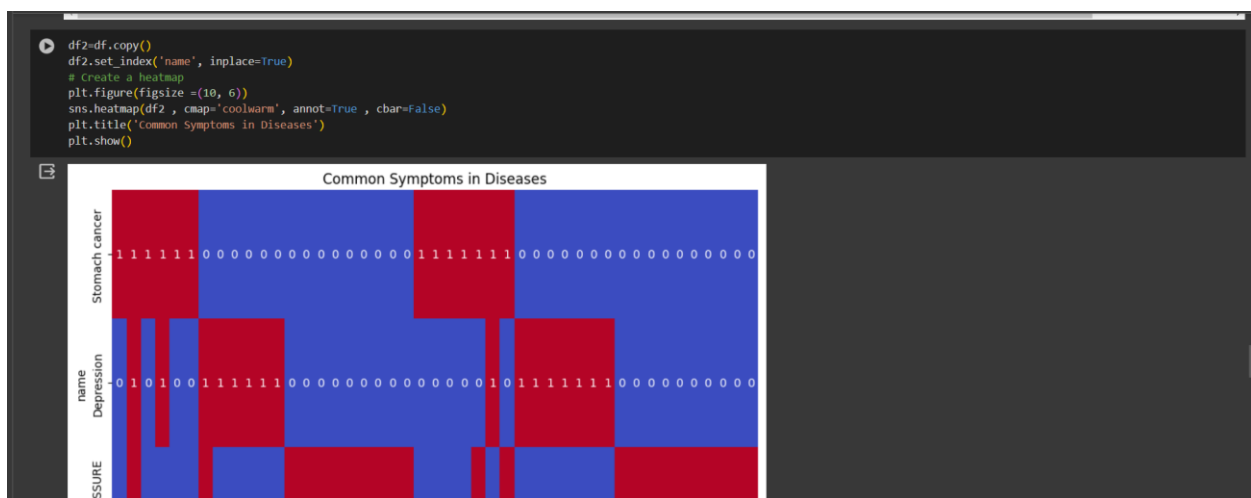 df2=df.copy()
df2.set_index('name', inplace=True)
# Create a heatmap
plt.figure(figsize =(10, 6))
sns.heatmap(df2 , cmap='coolwarm', annot=True , cbar=False)
plt.title('Common Symptoms in Diseases')
plt.show()
Common Symptoms in Diseases
Stomach cancer
1 1 1 1 1 1 0 0 0 0 0 0 0 0 0 0 0 0 0 0 0 1 1 1 1 1 1 1 0 0 0 0 0 0 0 0 0 0 0 0 0 0 0 0 0
name
Depression
0 1 0 1 0 0 1 1 1 1 1 1 0 0 0 0 0 0 0 0 0 0 0 0 0 0 1 0 1 1 1 1 1 1 1 0 0 0 0 0 0 0 0 0 0
SSURE